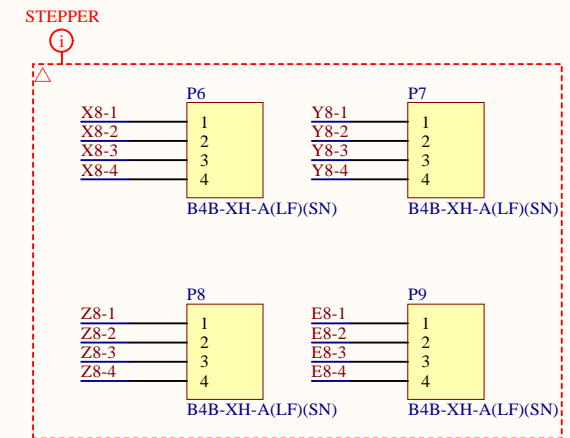 STEPPER
i
P6
X8-1 1
X8-2 2
X8-3 3
X8-4 4
B4B-XH-A(LF)(SN)
P7
Y8-1 1
Y8-2 2
Y8-3 3
Y8-4 4
B4B-XH-A(LF)(SN)
P8
Z8-1 1
Z8-2 2
Z8-3 3
Z8-4 4
B4B-XH-A(LF)(SN)
P9
E8-1 1
E8-2 2
E8-3 3
E8-4 4
B4B-XH-A(LF)(SN)